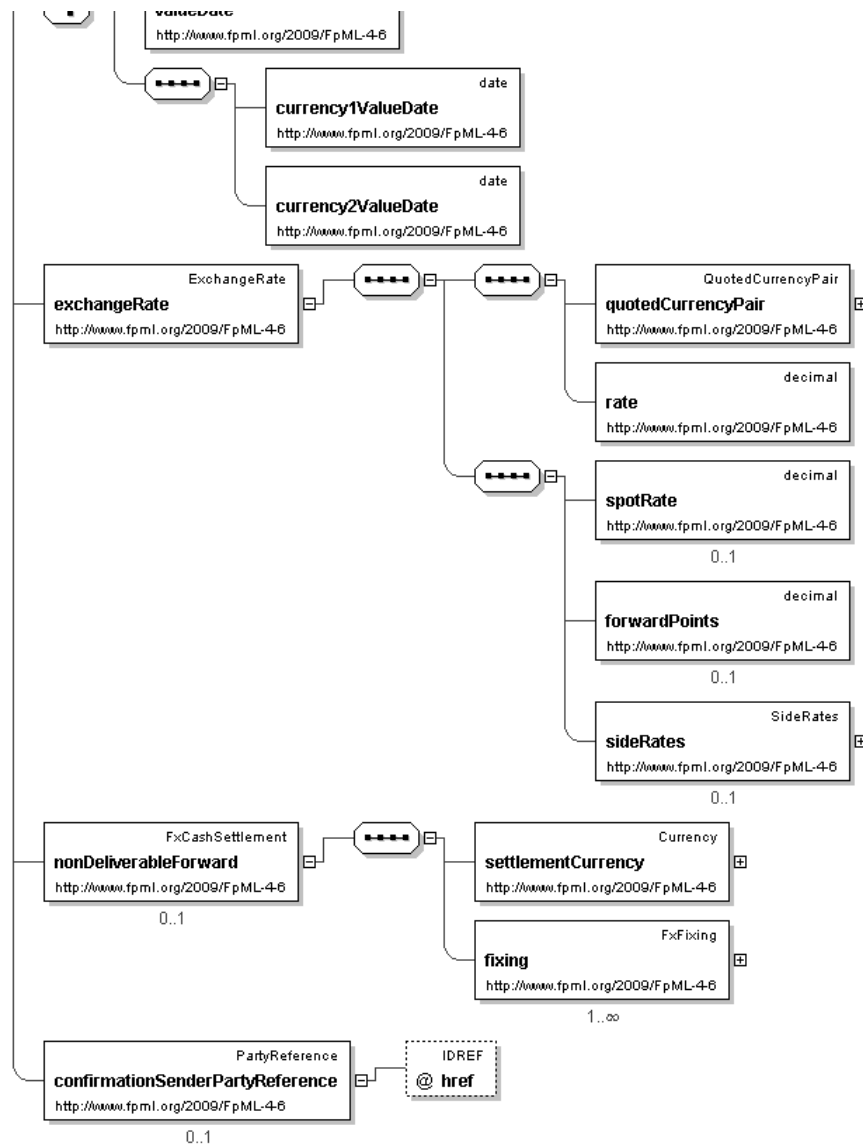 valueDate
http://www.fpml.org/2009/FpML-4-6
date
currency1ValueDate
http://www.fpml.org/2009/FpML-4-6
date
currency2ValueDate
http://www.fpml.org/2009/FpML-4-6
ExchangeRate
exchangeRate
http://www.fpml.org/2009/FpML-4-6
QuotedCurrencyPair
quotedCurrencyPair
http://www.fpml.org/2009/FpML-4-6
decimal
rate
http://www.fpml.org/2009/FpML-4-6
decimal
spotRate
http://www.fpml.org/2009/FpML-4-6
0..1
decimal
forwardPoints
http://www.fpml.org/2009/FpML-4-6
0..1
SideRates
sideRates
http://www.fpml.org/2009/FpML-4-6
0..1
FxCashSettlement
nonDeliverableForward
http://www.fpml.org/2009/FpML-4-6
0..1
Currency
settlementCurrency
http://www.fpml.org/2009/FpML-4-6
FxFixing
fixing
http://www.fpml.org/2009/FpML-4-6
1..∞
PartyReference
confirmationSenderPartyReference
http://www.fpml.org/2009/FpML-4-6
0..1
IDREF
@ href